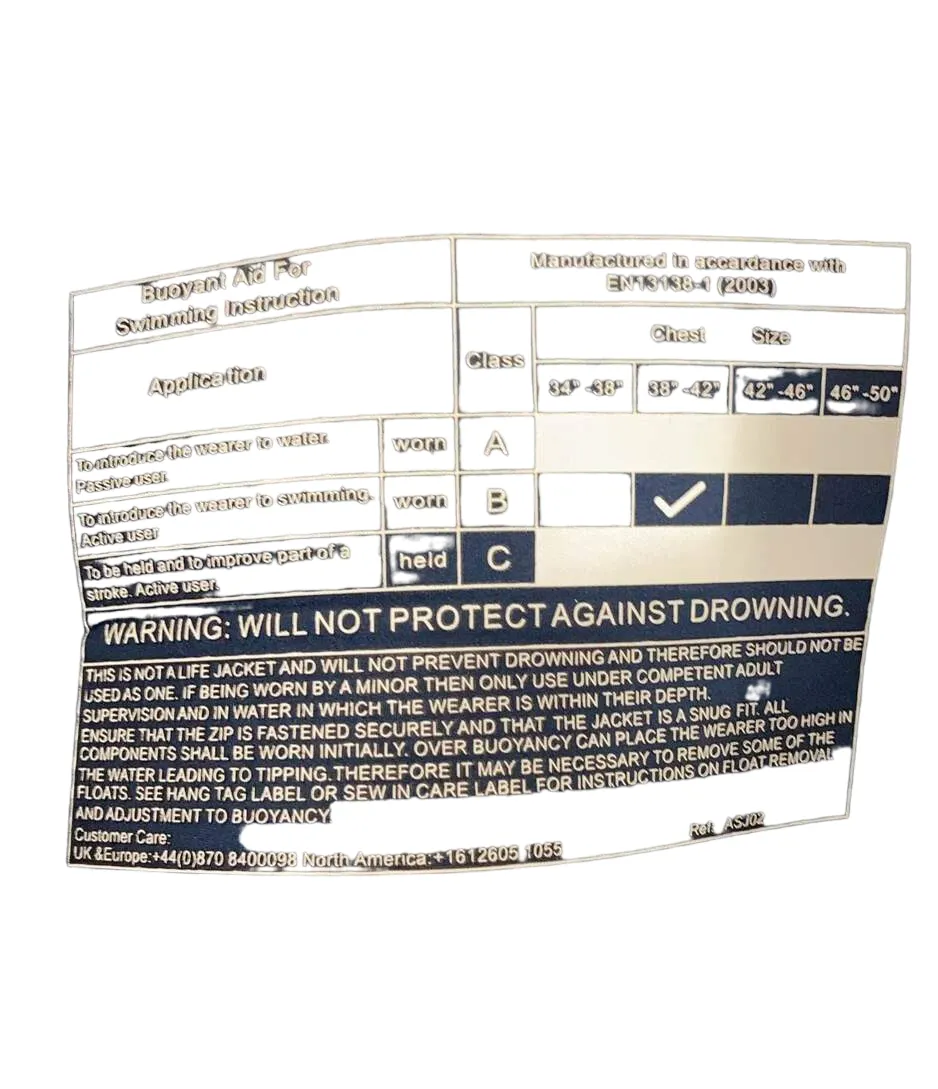 Buoyant Aid For
Swimming Instruction
Manufactured in accardance with
EN13138-1 (2003)
Application
Class
Chest Size
34" -38"
38" -42"
42" -46"
46" -50"
To introduce the wearer to water.
Passive user.
worn
A
To introduce the wearer to swimming.
Active user
worn
B
✓
To be held and to improve part of a
stroke. Active user.
held
C
WARNING: WILL NOT PROTECT AGAINST DROWNING.
THIS IS NOT A LIFE JACKET AND WILL NOT PREVENT DROWNING AND THEREFORE SHOULD NOT BE
USED AS ONE. IF BEING WORN BY A MINOR THEN ONLY USE UNDER COMPETENT ADULT
SUPERVISION AND IN WATER IN WHICH THE WEARER IS WITHIN THEIR DEPTH.
ENSURE THAT THE ZIP IS FASTENED SECURELY AND THAT THE JACKET IS A SNUG FIT. ALL
COMPONENTS SHALL BE WORN INITIALLY. OVER BUOYANCY CAN PLACE THE WEARER TOO HIGH IN
THE WATER LEADING TO TIPPING. THEREFORE IT MAY BE NECESSARY TO REMOVE SOME OF THE
FLOATS. SEE HANG TAG LABEL OR SEW IN CARE LABEL FOR INSTRUCTIONS ON FLOAT REMOVAL
AND ADJUSTMENT TO BUOYANCY
Customer Care:
Ref. ASJ02
UK &Europe:+44(0)870 8400098 North America:+1612605 1055